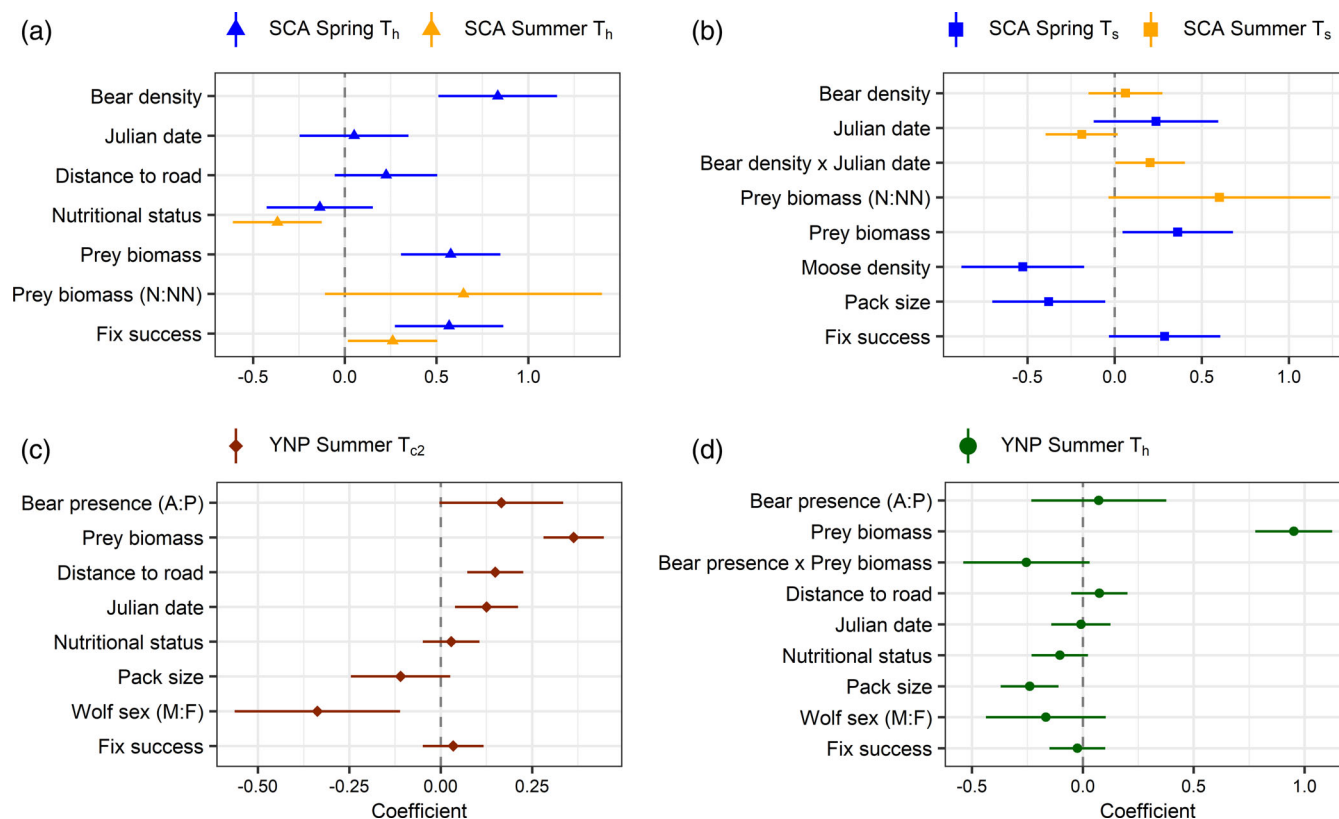 (a)
SCA Spring Th SCA Summer Th
Bear density
Julian date
Distance to road
Nutritional status
Prey biomass
Prey biomass (N:NN)
Fix success
-0.5 0.0 0.5 1.0
(b)
SCA Spring Ts SCA Summer Ts
Bear density
Julian date
Bear density x Julian date
Prey biomass (N:NN)
Prey biomass
Moose density
Pack size
Fix success
-0.5 0.0 0.5 1.0
(c)
YNP Summer Tc2
Bear presence (A:P)
Prey biomass
Distance to road
Julian date
Nutritional status
Pack size
Wolf sex (M:F)
Fix success
-0.50 -0.25 0.00 0.25
Coefficient
(d)
YNP Summer Th
Bear presence (A:P)
Prey biomass
Bear presence x Prey biomass
Distance to road
Julian date
Nutritional status
Pack size
Wolf sex (M:F)
Fix success
-0.5 0.0 0.5 1.0
Coefficient